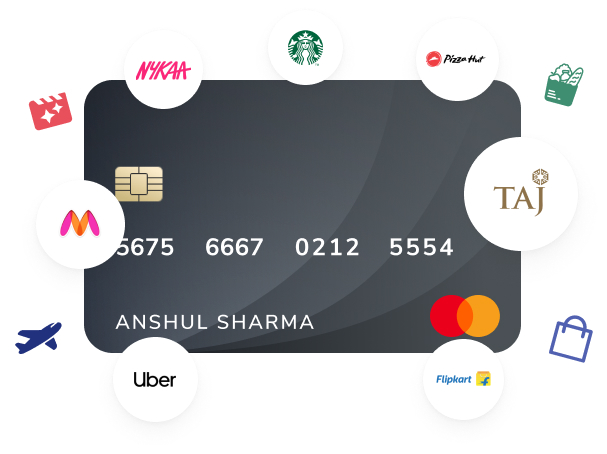 NYKAA
Pizza Hut
TAJ
5675 6667 0212 5554
ANSHUL SHARMA
Uber
Flipkart